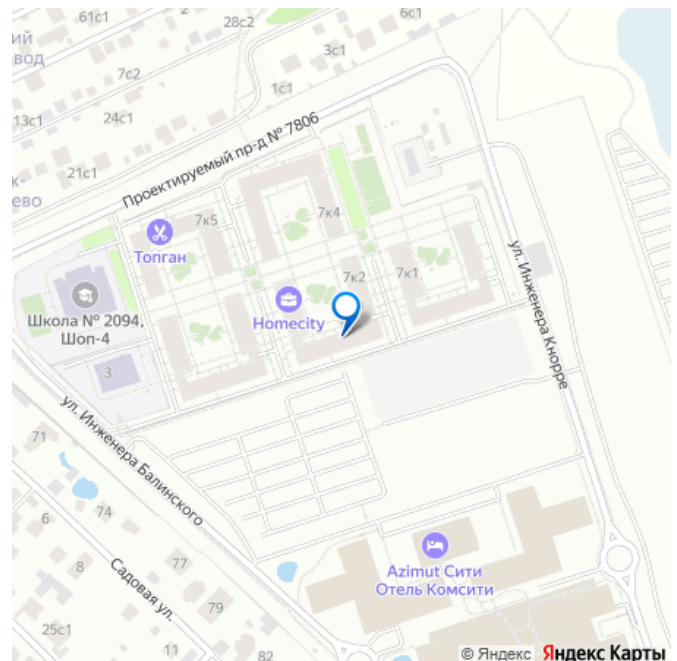 61с1
2
28с2
6с1
ский
ВОД
3с1
7с2
1с1
13с1
24с1
Проектируемый пр-д № 7806
21с1
к-
ево
7к5
7к4
Топган
7к2
7к1
ул. Инженера Кнорре
Homecity
Школа № 2094,
Шоп-4
3
ул. Инженера Балинского
71
6
74
8
77
Садовая ул.
79
Azimut Сити
Отель Комсити
25с1
11
82
© Яндекс Яндекс Карты